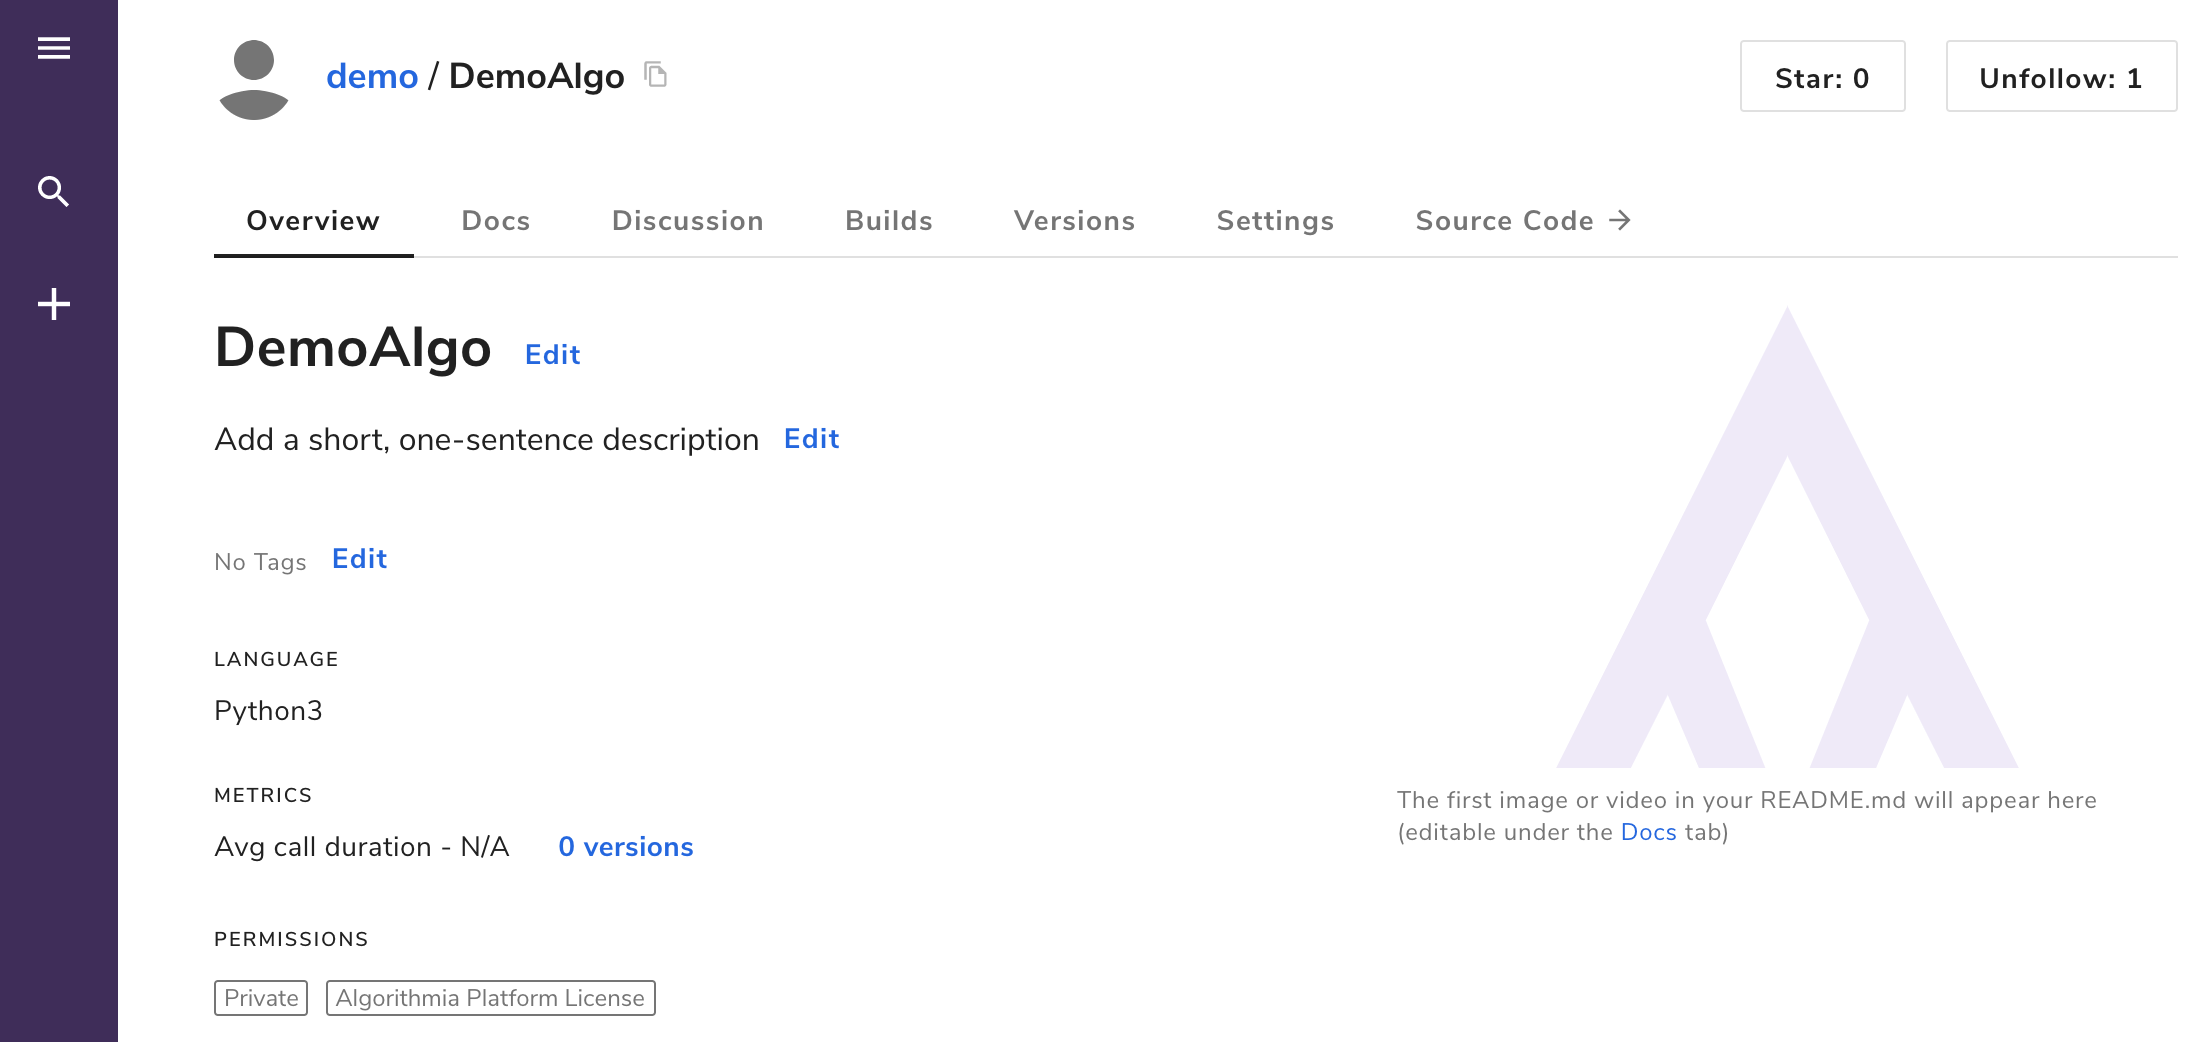 demo / DemoAlgo
Star: 0
Unfollow: 1
Overview
Docs
Discussion
Builds
Versions
Settings
Source Code
DemoAlgo Edit
Add a short, one-sentence description Edit
No Tags Edit
LANGUAGE
Python3
METRICS
Avg call duration - N/A 0 versions
PERMISSIONS
Private
Algorithmia Platform License
The first image or video in your README.md will appear here
(editable under the Docs tab)